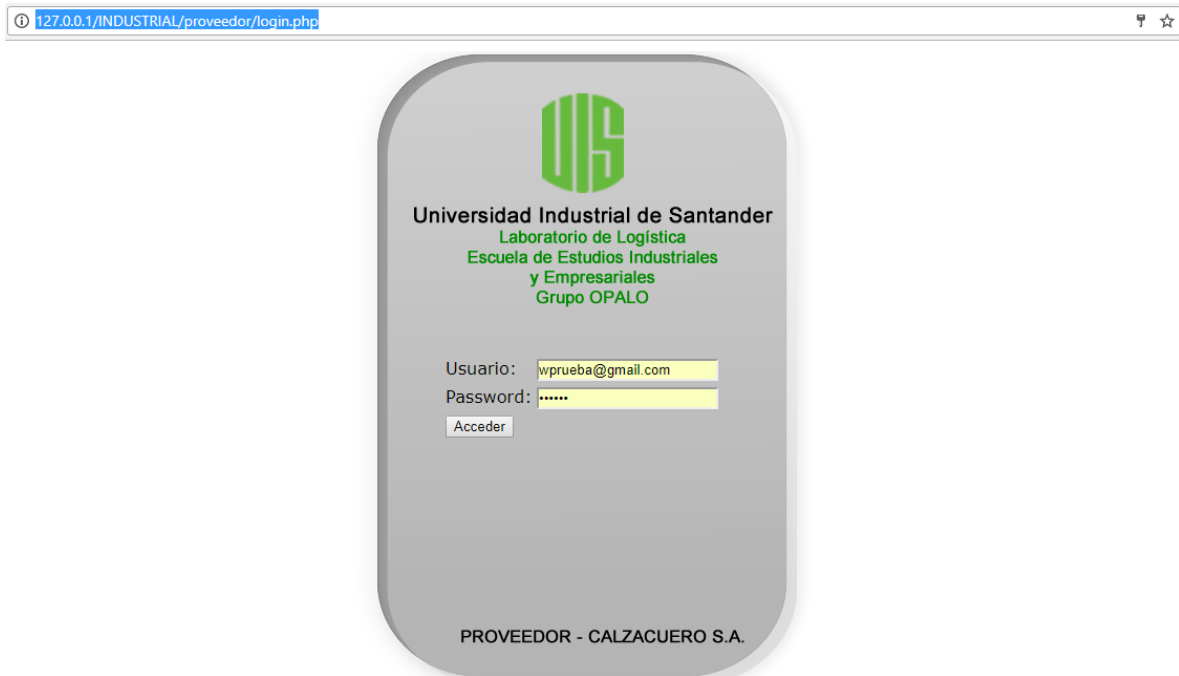 127.0.0.1/INDUSTRIAL/proveedor/login.php
UIS
Universidad Industrial de Santander
Laboratorio de Logística
Escuela de Estudios Industriales
y Empresariales
Grupo OPALO
Usuario: wprueba@gmail.com
Password: ••••••
Acceder
PROVEEDOR - CALZACUERO S.A.